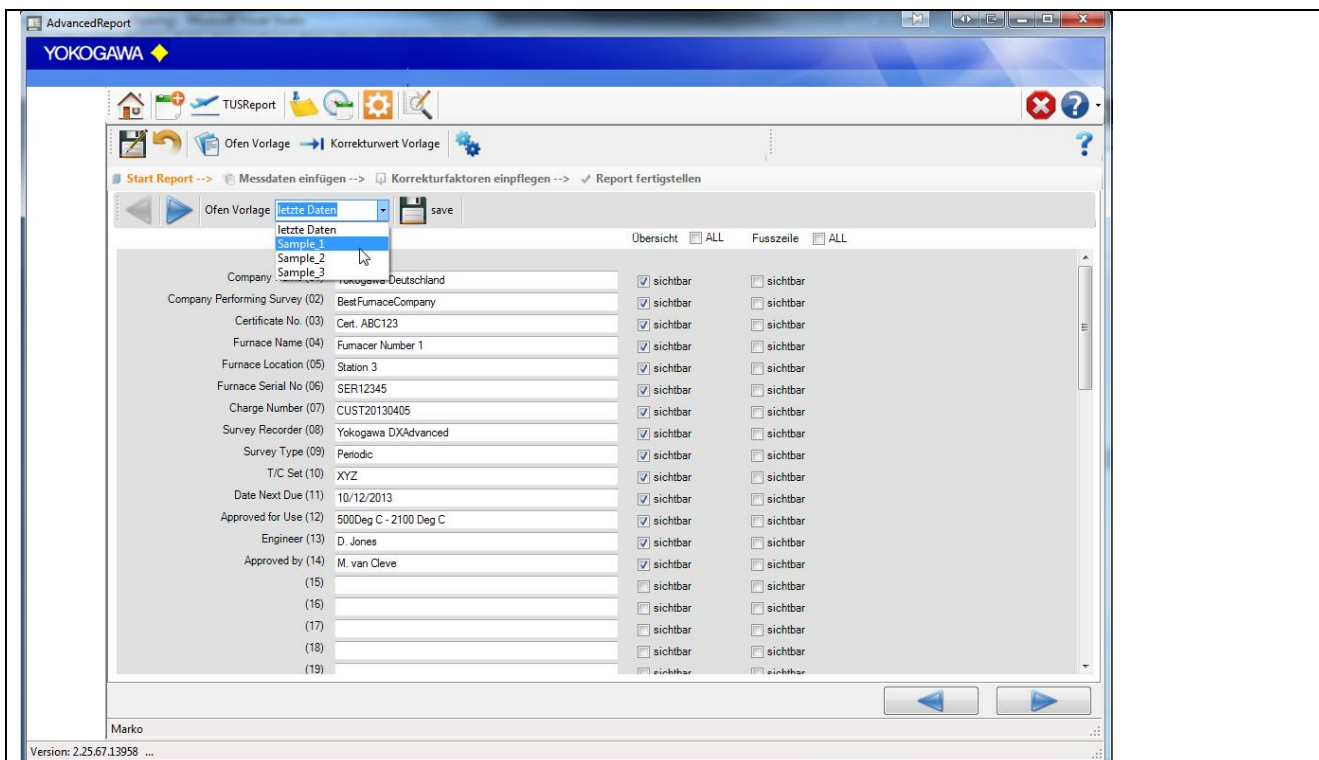 AdvancedReport
YOKOGAWA
TUSReport
Ofen Vorlage Korrekturwert Vorlage
Start Report --> Messdaten einfügen --> Korrekturfaktoren einpflegen --> Report fertigstellen
Ofen Vorlage letzte Daten save
letzte Daten
Sample_1
Sample_2
Sample_3
Übersicht ALL Fusszeile ALL
Company Yokogawa Deutschland sichtbar sichtbar
Company Performing Survey (02) BestFurnaceCompany sichtbar sichtbar
Certificate No. (03) Cert. ABC123 sichtbar sichtbar
Furnace Name (04) Furnacer Number 1 sichtbar sichtbar
Furnace Location (05) Station 3 sichtbar sichtbar
Furnace Serial No (06) SER12345 sichtbar sichtbar
Charge Number (07) CUST20130405 sichtbar sichtbar
Survey Recorder (08) Yokogawa DXAdvanced sichtbar sichtbar
Survey Type (09) Periodic sichtbar sichtbar
T/C Set (10) XYZ sichtbar sichtbar
Date Next Due (11) 10/12/2013 sichtbar sichtbar
Approved for Use (12) 500Deg C - 2100 Deg C sichtbar sichtbar
Engineer (13) D. Jones sichtbar sichtbar
Approved by (14) M. van Cleve sichtbar sichtbar
(15) sichtbar sichtbar
(16) sichtbar sichtbar
(17) sichtbar sichtbar
(18) sichtbar sichtbar
(19) sichtbar sichtbar
Marko
Version: 2.25.67.13958 ...